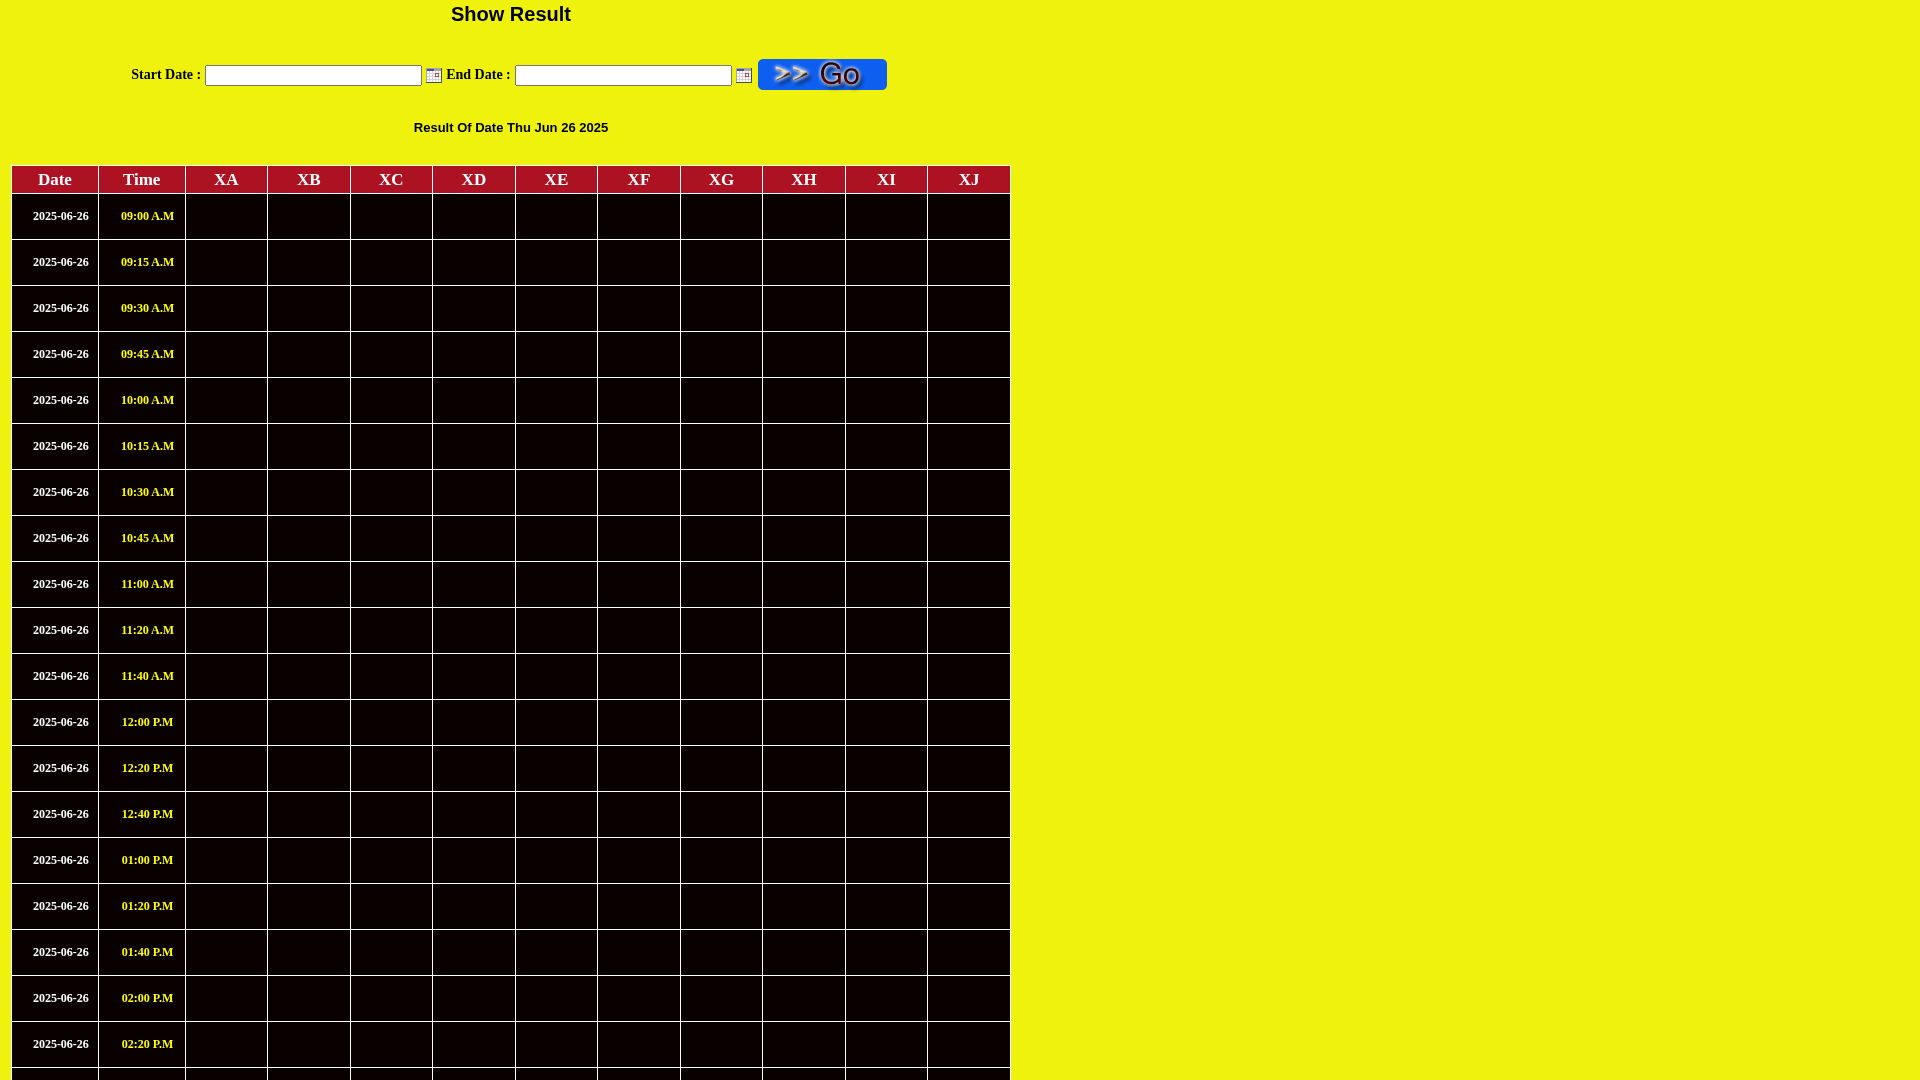 Show Result
Start Date : End Date : >> Go
Result Of Date Thu Jun 26 2025
Date Time XA XB XC XD XE XF XG XH XI XJ
2025-06-26 09:00 A.M
2025-06-26 09:15 A.M
2025-06-26 09:30 A.M
2025-06-26 09:45 A.M
2025-06-26 10:00 A.M
2025-06-26 10:15 A.M
2025-06-26 10:30 A.M
2025-06-26 10:45 A.M
2025-06-26 11:00 A.M
2025-06-26 11:20 A.M
2025-06-26 11:40 A.M
2025-06-26 12:00 P.M
2025-06-26 12:20 P.M
2025-06-26 12:40 P.M
2025-06-26 01:00 P.M
2025-06-26 01:20 P.M
2025-06-26 01:40 P.M
2025-06-26 02:00 P.M
2025-06-26 02:20 P.M